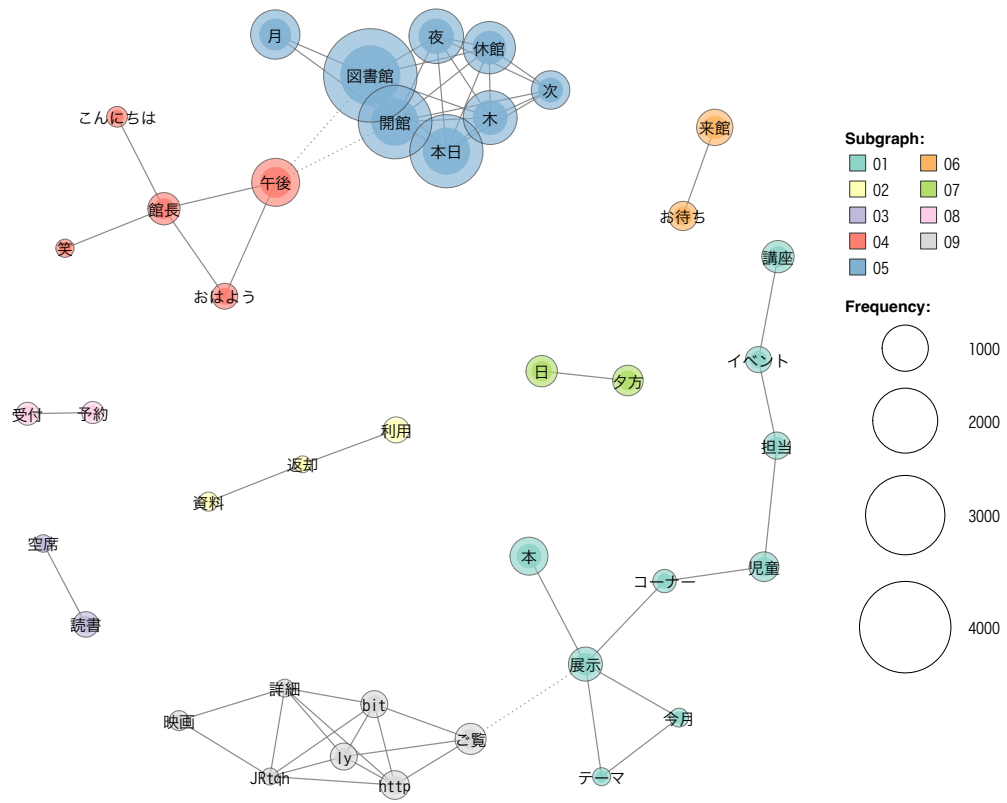 月
夜
休館
図書館
次
開館
木
本日
こんにちは
午後
館長
笑
おはよう
来館
お待ち
講座
イベント
担当
児童
コーナー
本
展示
今月
テーマ
日
夕方
受付
予約
利用
返却
資料
空席
読書
詳細
映画
bit
ご覧
ly
JRtqh
http
Subgraph:
01
02
03
04
05
06
07
08
09
Frequency:
1000
2000
3000
4000